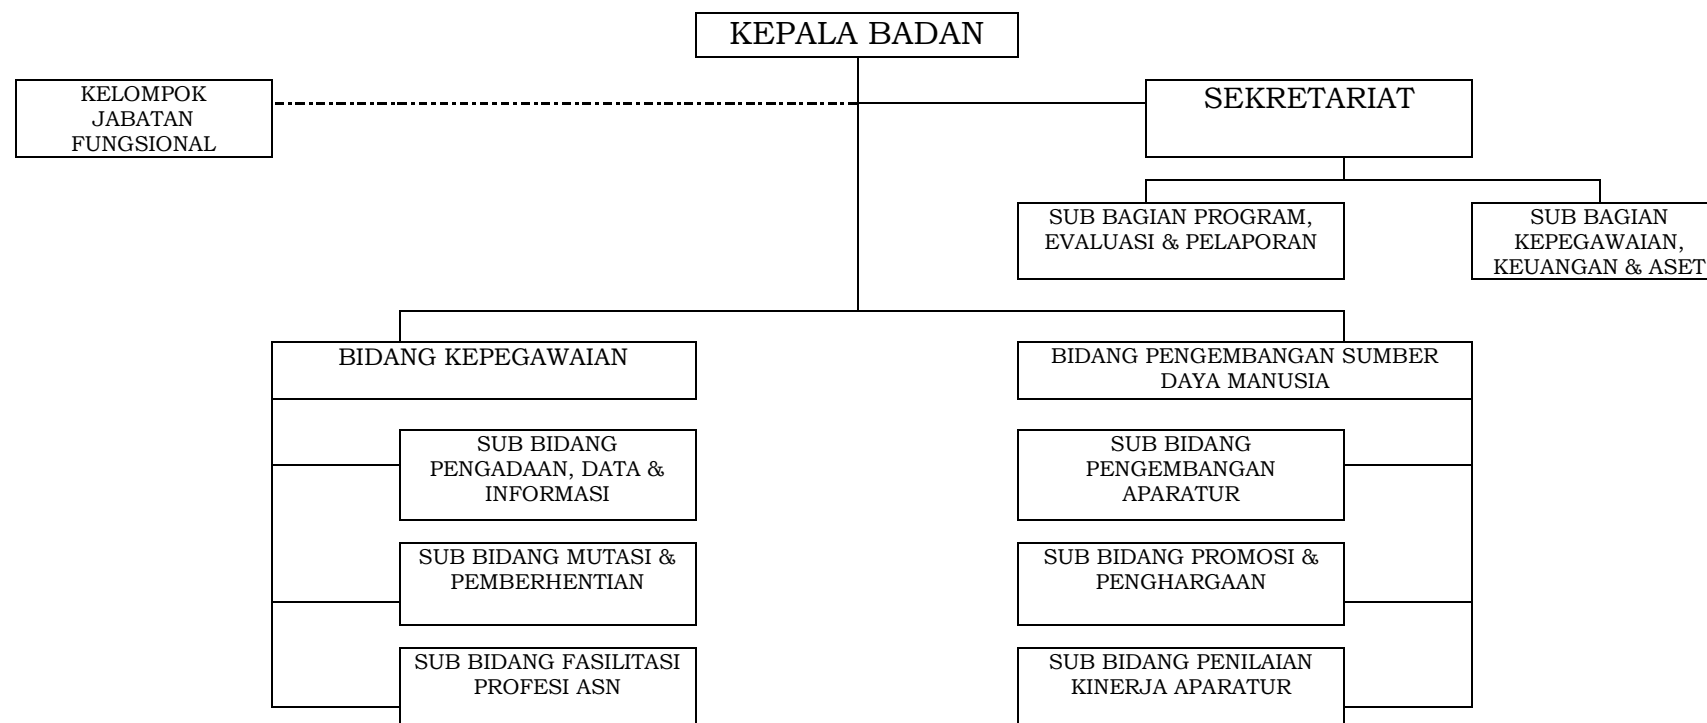 KEPALA BADAN
KELOMPOK
JABATAN
FUNGSIONAL
SEKRETARIAT
SUB BAGIAN PROGRAM,
EVALUASI & PELAPORAN
SUB BAGIAN
KEPEGAWAIAN,
KEUANGAN & ASET
BIDANG KEPEGAWAIAN
BIDANG PENGEMBANGAN SUMBER
DAYA MANUSIA
SUB BIDANG
PENGADAAN, DATA &
INFORMASI
SUB BIDANG
PENGEMBANGAN
APARATUR
SUB BIDANG MUTASI &
PEMBERHENTIAN
SUB BIDANG PROMOSI &
PENGHARGAAN
SUB BIDANG FASILITASI
PROFESI ASN
SUB BIDANG PENILAIAN
KINERJA APARATUR